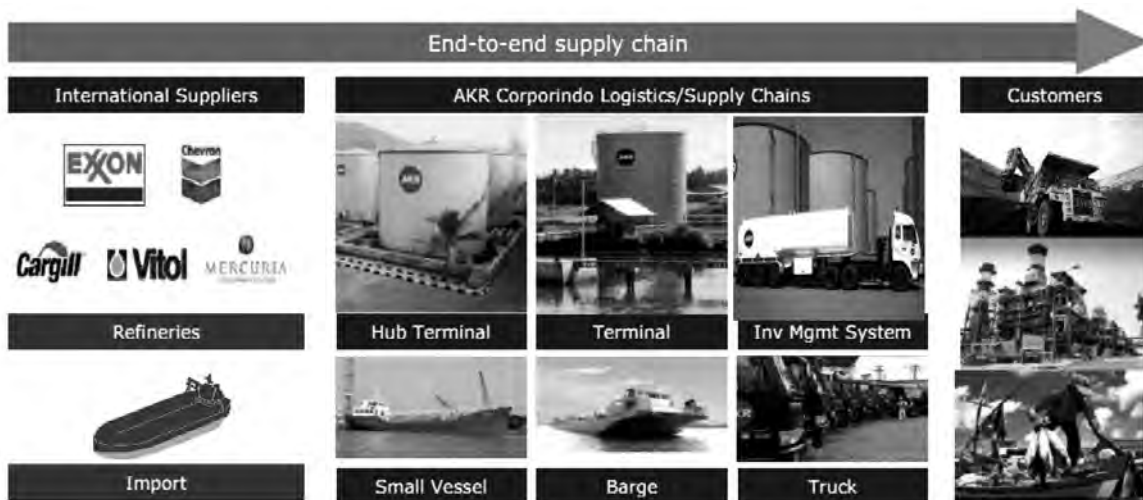 End-to-end supply chain
International Suppliers
AKR Corporindo Logistics/Supply Chains
Customers
EXXON
Chevron
Cargill
Vitol
MERCURIA
AKR
AKR
AKR
Refineries
Hub Terminal
Terminal
Inv Mgmt System
AKR
Import
Small Vessel
Barge
Truck